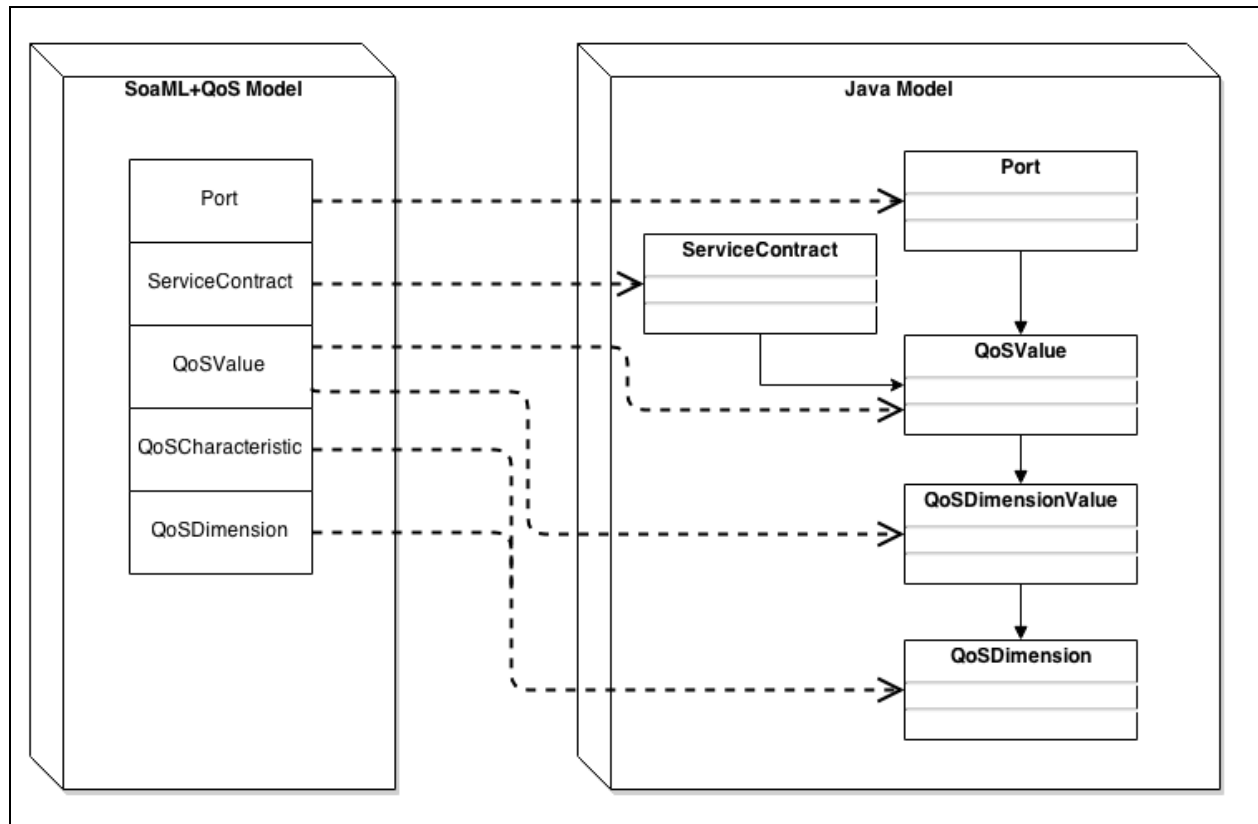 SoaML+QoS Model
Port
ServiceContract
QoSValue
QoSCharacteristic
QoSDimension
Java Model
Port
ServiceContract
QoSValue
QoSDimensionValue
QoSDimension